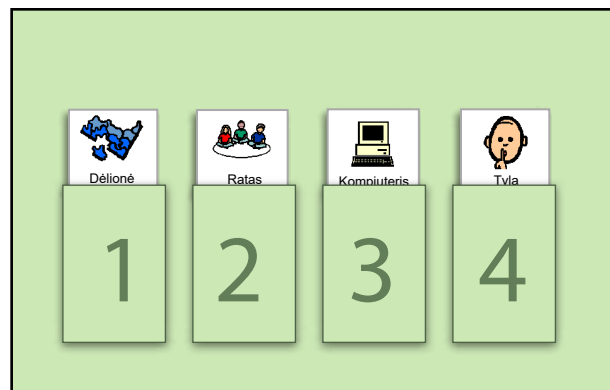 Dėlionė
Ratas
Kompiuteris
Tyla
1
2
3
4